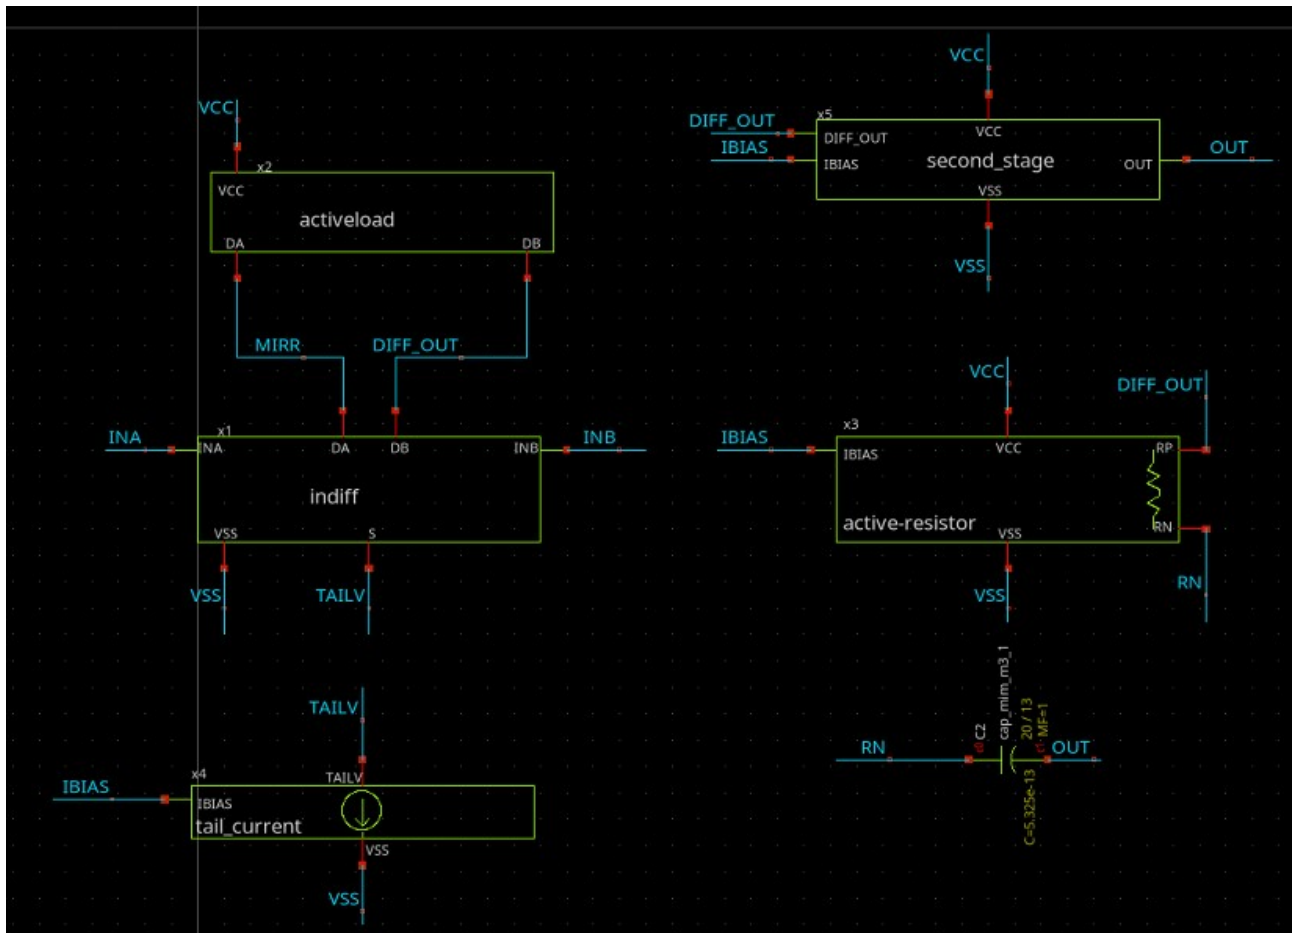 VCC
x2
VCC
activeload
DA
DB
MIRR
DIFF_OUT
INA
x1
INA
DA
DB
INB
INB
indiff
VSS
S
VSS
TAILV
TAILV
x4
TAILV
IBIAS
IBIAS
tail_current
VSS
VSS
VCC
x5
DIFF_OUT
DIFF_OUT
VCC
IBIAS
IBIAS
second_stage
OUT
OUT
VSS
VSS
VCC
DIFF_OUT
x3
IBIAS
IBIAS
VCC
RP
active-resistor
RN
VSS
VSS
RN
cap_mim_m3_1
C2
20 / 13
MF=1
RN
c0
c1
OUT
C=5.325e-13